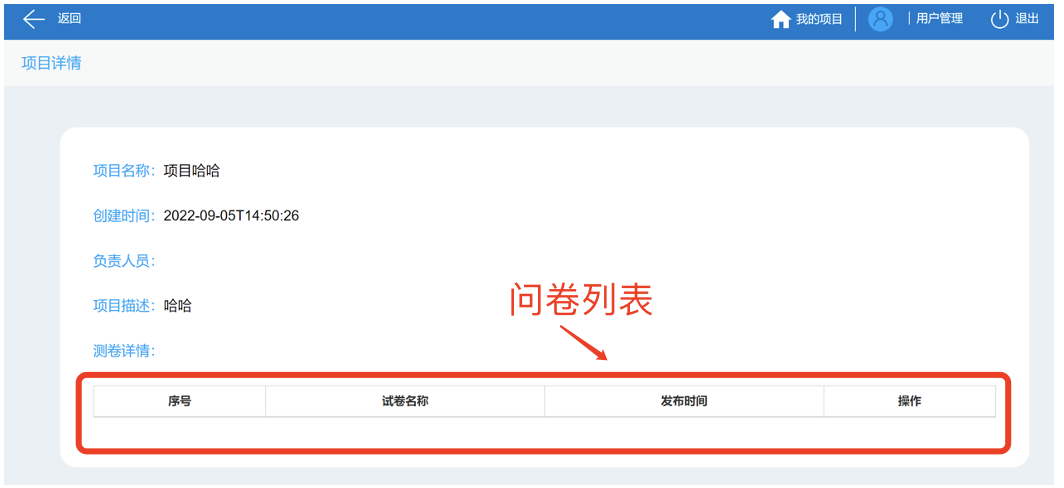 返回 我的项目 用户管理 退出
项目详情
项目名称：项目哈哈
创建时间：2022-09-05T14:50:26
负责人员：
项目描述：哈哈
问卷列表
测卷详情：
序号 试卷名称 发布时间 操作